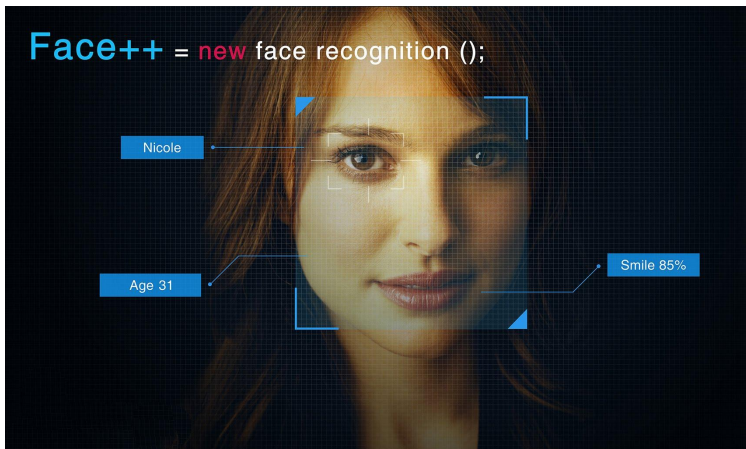 Face++ = new face recognition ();
Nicole
Age 31
Smile 85%